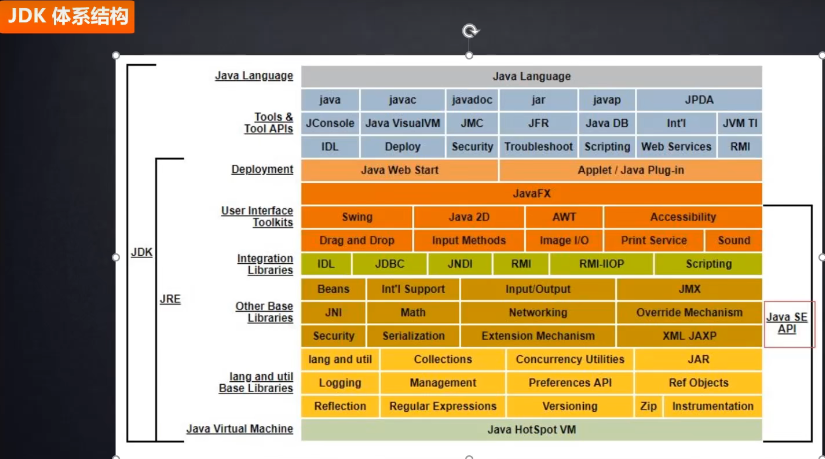 JDK 体系结构
Java Language Java Language
java javac javadoc jar javap JPDA
Tools & Tool APIs JConsole Java VisualVM JMC JFR Java DB Int'l JVM TI
IDL Deploy Security Troubleshoot Scripting Web Services RMI
Deployment Java Web Start Applet / Java Plug-in
JavaFX
User Interface Toolkits Swing Java 2D AWT Accessibility
Drag and Drop Input Methods Image I/O Print Service Sound
Integration Libraries IDL JDBC JNDI RMI RMI-IIOP Scripting
JDK
JRE
Beans Int'l Support Input/Output JMX
Other Base Libraries JNI Math Networking Override Mechanism
Java SE API
Security Serialization Extension Mechanism XML JAXP
lang and util Collections Concurrency Utilities JAR
lang and util Base Libraries Logging Management Preferences API Ref Objects
Reflection Regular Expressions Versioning Zip Instrumentation
Java Virtual Machine Java HotSpot VM